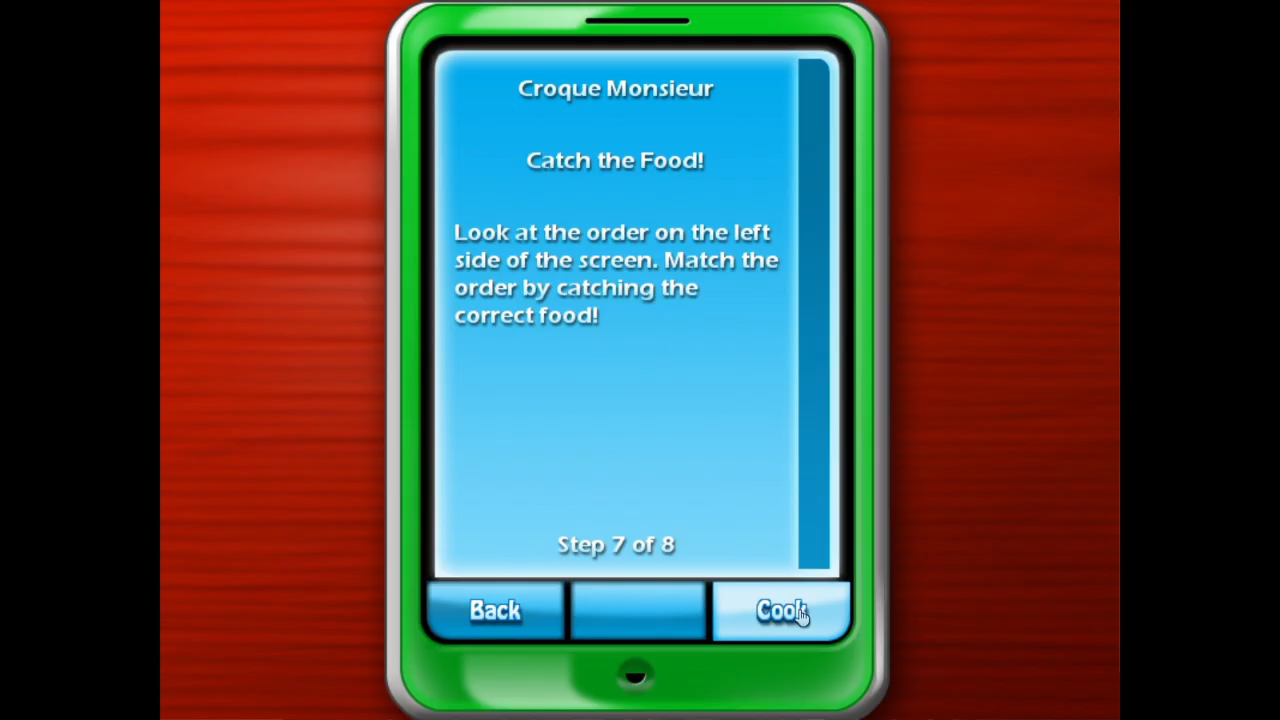 Croque Monsieur
Catch the Food!
Look at the order on the left
side of the screen. Match the
order by catching the
correct food!
Step 7 of 8
Back
Cook